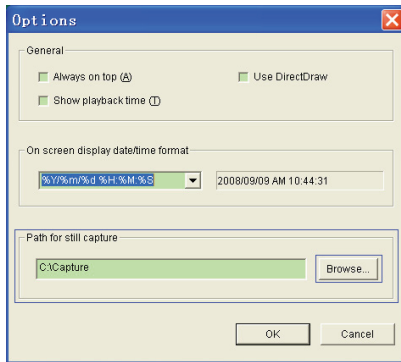 Options
General
Always on top (A)
Use DirectDraw
Show playback time (T)
On screen display date/time format
%Y/%m/%d %H:%M:%S
2008/09/09 AM 10:44:31
Path for still capture
C:\Capture
Browse...
OK
Cancel